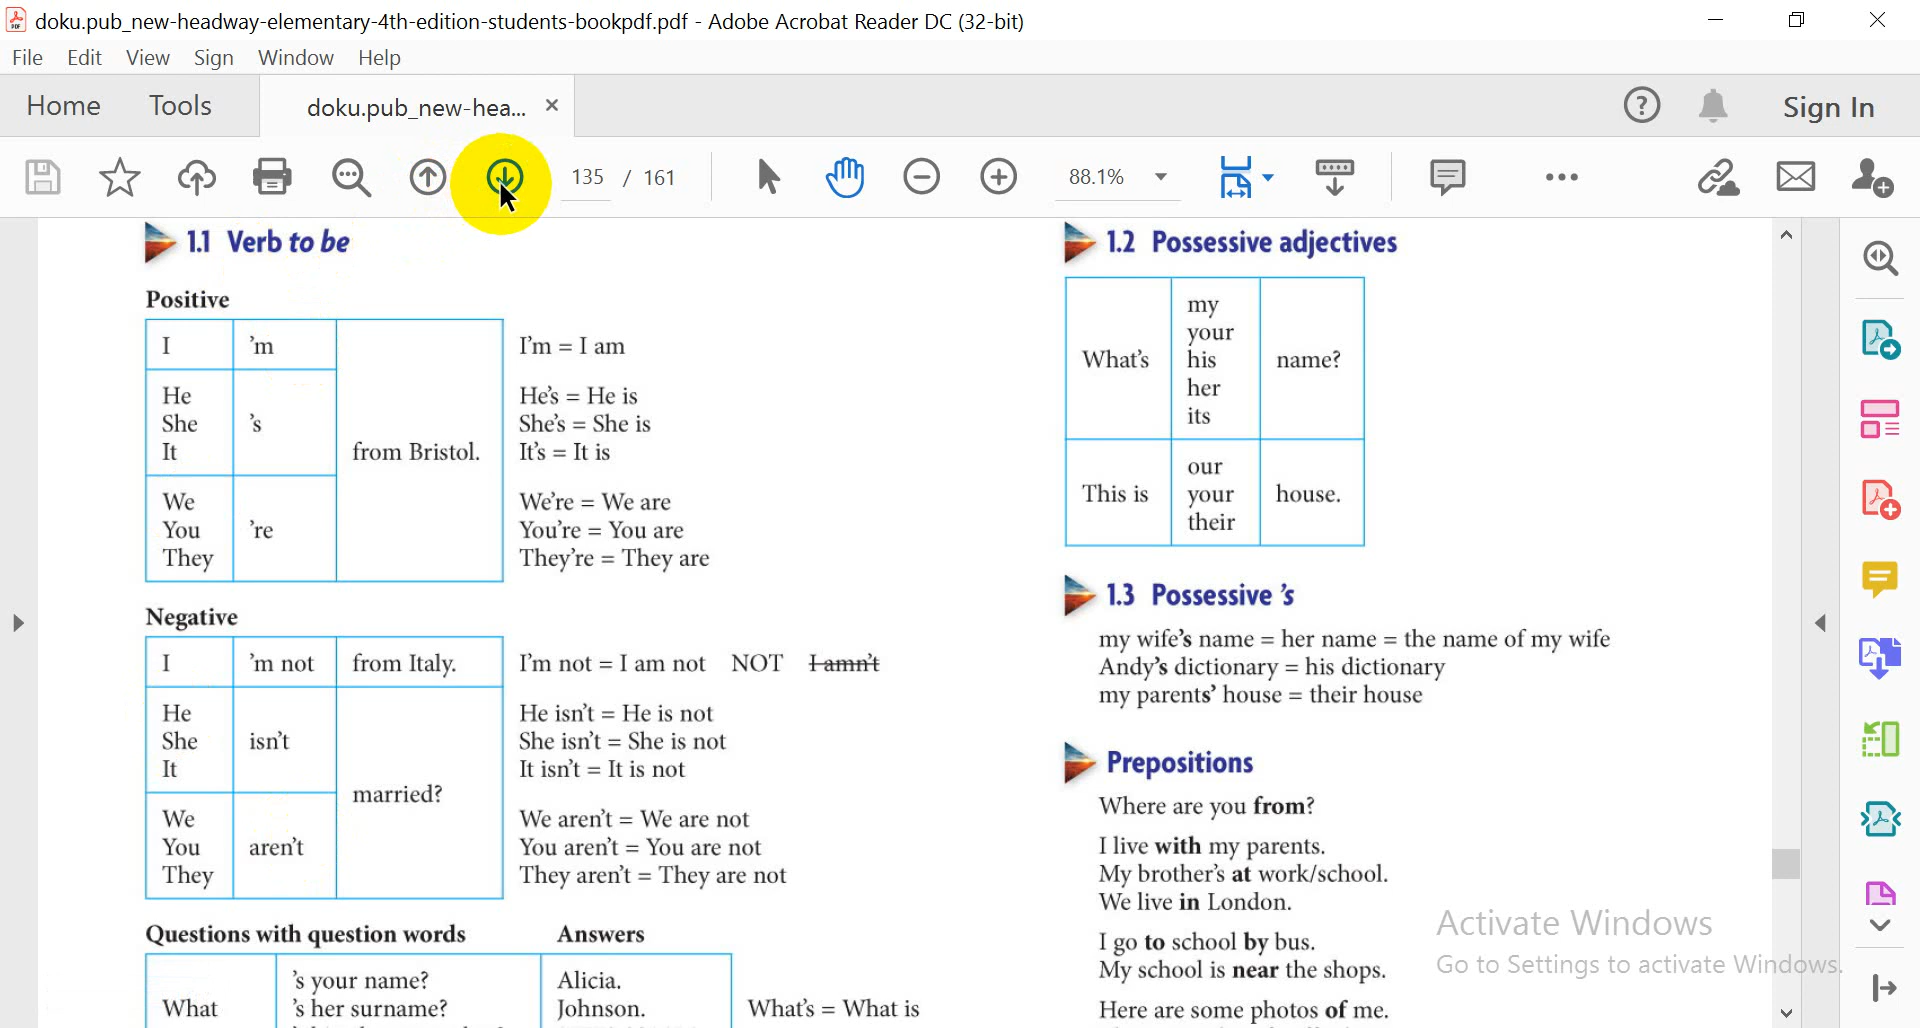 doku.pub_new-headway-elementary-4th-edition-students-bookpdf.pdf - Adobe Acrobat Reader DC (32-bit)
File Edit View Sign Window Help
Home Tools doku.pub_new-hea... × Sign In
135 / 161 88.1%
1.1 Verb to be
Positive
I 'm I'm = I am
He He's = He is
She 's She's = She is
It from Bristol. It's = It is
We We're = We are
You 're You're = You are
They They're = They are
Negative
I 'm not from Italy. I'm not = I am not NOT I amn't
He He isn't = He is not
She isn't She isn't = She is not
It It isn't = It is not
married?
We We aren't = We are not
You aren't You aren't = You are not
They They aren't = They are not
Questions with question words Answers
's your name? Alicia.
What 's her surname? Johnson. What's = What is
1.2 Possessive adjectives
my
your
What's his name?
her
its
our
This is your house.
their
1.3 Possessive 's
my wife's name = her name = the name of my wife
Andy's dictionary = his dictionary
my parents' house = their house
Prepositions
Where are you from?
I live with my parents.
My brother's at work/school.
We live in London.
I go to school by bus.
My school is near the shops.
Here are some photos of me.
Activate Windows
Go to Settings to activate Windows.